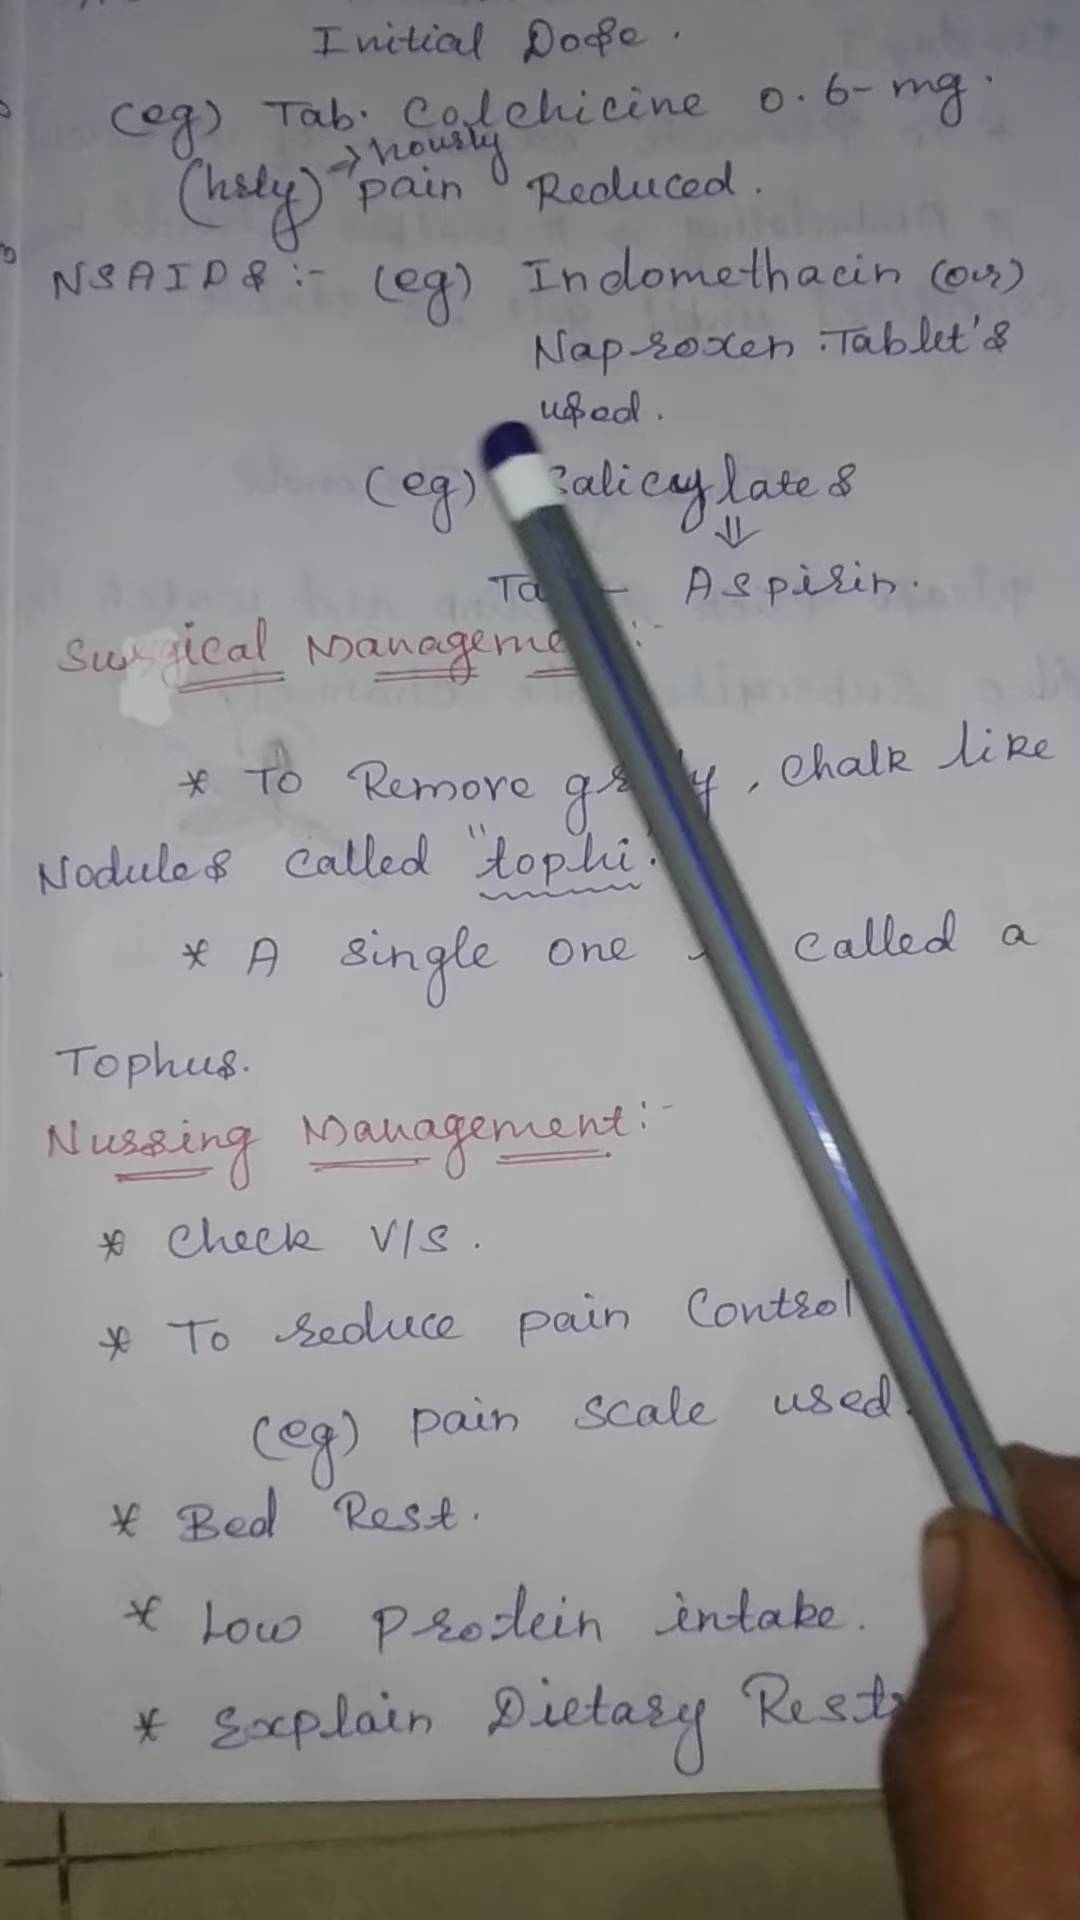 Initial Dose.
(eg) Tab. Colchicine 0.6-mg.
→ hourly
(hrly) pain Reduced.
NSAIDS :- (eg) Indomethacin (or)
Naproxen Tablet's
used.
(eg) Salicylates
⇓
Aspirin.
Surgical Management :-
* To Remove , chalk like
Nodules called "tophi".
* A single one called a
Tophus.
Nursing Management :-
* Check V/S.
* To reduce pain Control
(eg) pain scale used.
* Bed Rest.
* Low protein intake.
* Explain Dietary